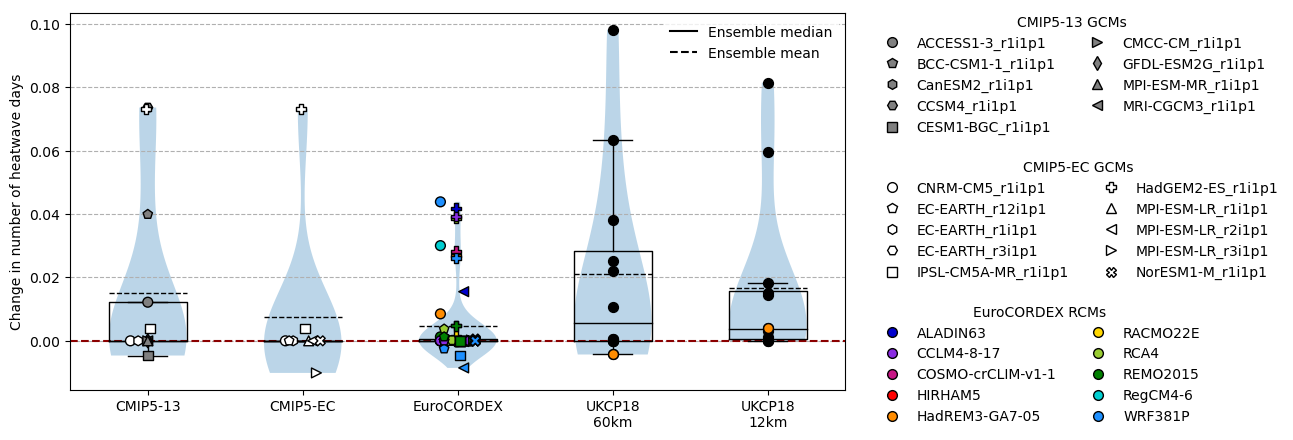 Change in number of heatwave days
0.10
0.08
0.06
0.04
0.02
0.00
Ensemble median
Ensemble mean
CMIP5-13
CMIP5-EC
EuroCORDEX
UKCP18
60km
UKCP18
12km
CMIP5-13 GCMs
ACCESS1-3_r1i1p1
BCC-CSM1-1_r1i1p1
CanESM2_r1i1p1
CCSM4_r1i1p1
CESM1-BGC_r1i1p1
CMCC-CM_r1i1p1
GFDL-ESM2G_r1i1p1
MPI-ESM-MR_r1i1p1
MRI-CGCM3_r1i1p1
CMIP5-EC GCMs
CNRM-CM5_r1i1p1
EC-EARTH_r12i1p1
EC-EARTH_r1i1p1
EC-EARTH_r3i1p1
IPSL-CM5A-MR_r1i1p1
HadGEM2-ES_r1i1p1
MPI-ESM-LR_r1i1p1
MPI-ESM-LR_r2i1p1
MPI-ESM-LR_r3i1p1
NorESM1-M_r1i1p1
EuroCORDEX RCMs
ALADIN63
CCLM4-8-17
COSMO-crCLIM-v1-1
HIRHAM5
HadREM3-GA7-05
RACMO22E
RCA4
REMO2015
RegCM4-6
WRF381P